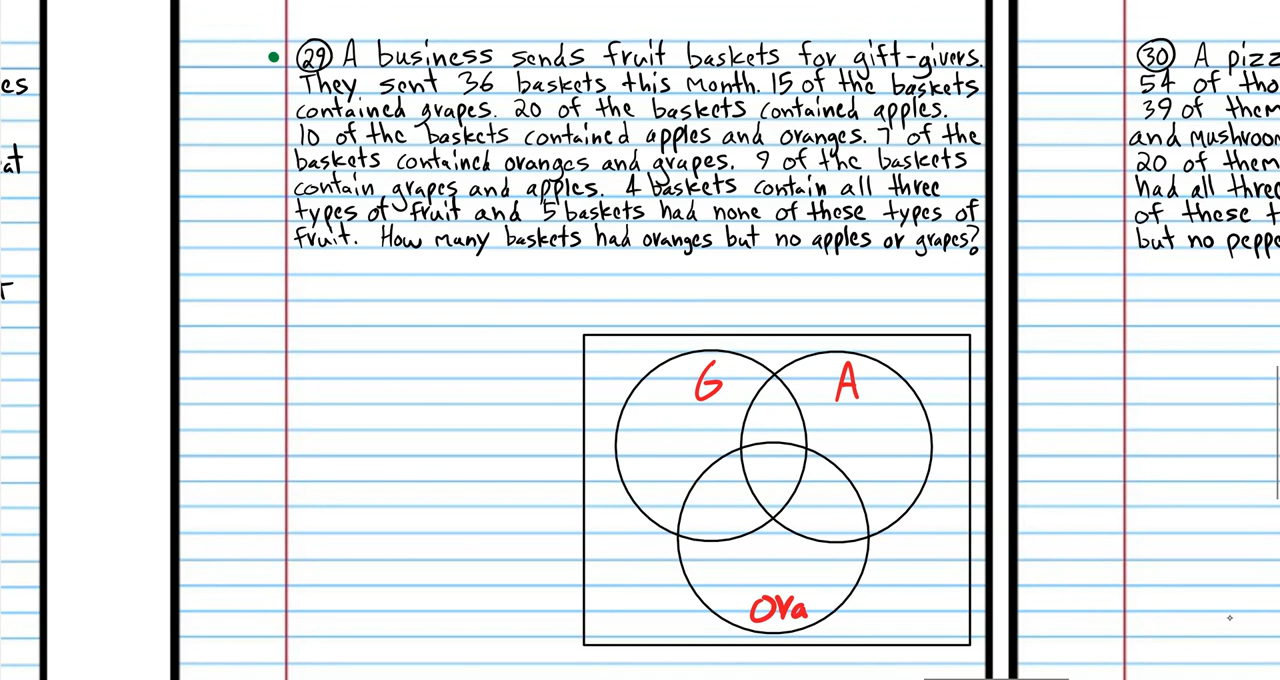 es
at
r
29 A business sends fruit baskets for gift-givers.
They sent 36 baskets this month. 15 of the baskets
contained grapes. 20 of the baskets contained apples.
10 of the baskets contained apples and oranges. 7 of the
baskets contained oranges and grapes. 9 of the baskets
contain grapes and apples. 4 baskets contain all three
types of fruit and 5 baskets had none of these types of
fruit. How many baskets had oranges but no apples or grapes?
G
A
Ora
30 A pizz
54 of tho
39 of them
and mushroom
20 of them
had all three
of these t
but no peppe